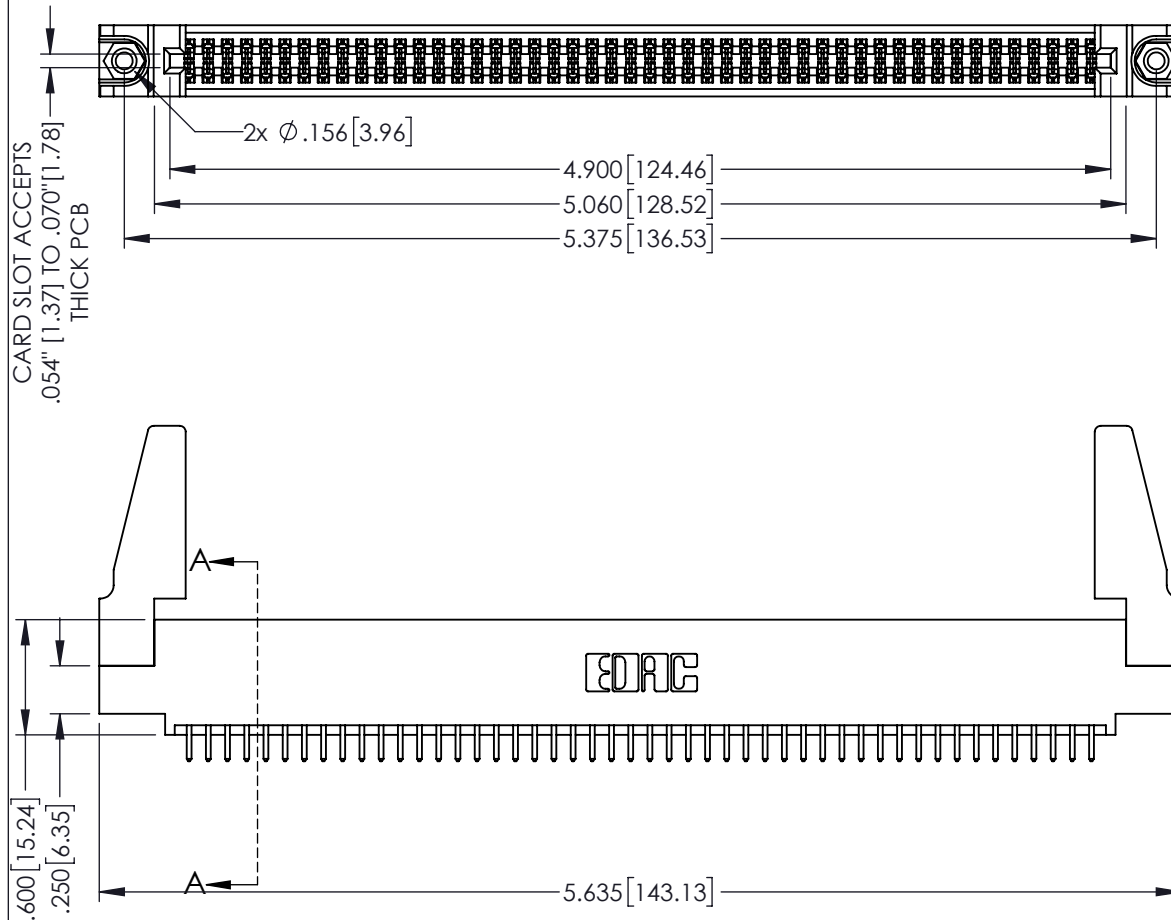 2x Ø .156[3.96]
4.900[124.46]
5.060[128.52]
5.375[136.53]
CARD SLOT ACCEPTS
.054" [1.37] TO .070"[1.78]
THICK PCB
A
EDAC
.600[15.24]
.250[6.35]
A
5.635[143.13]